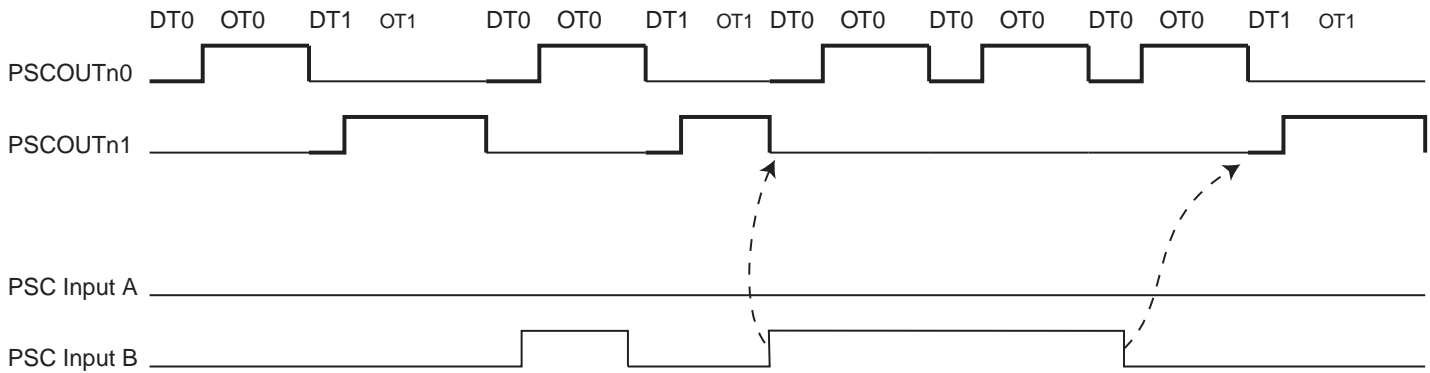 DT0 OT0 DT1 OT1 DT0 OT0 DT1 OT1 DT0 OT0 DT0 OT0 DT0 OT0 DT1 OT1
PSCOUTn0
PSCOUTn1
PSC Input A
PSC Input B